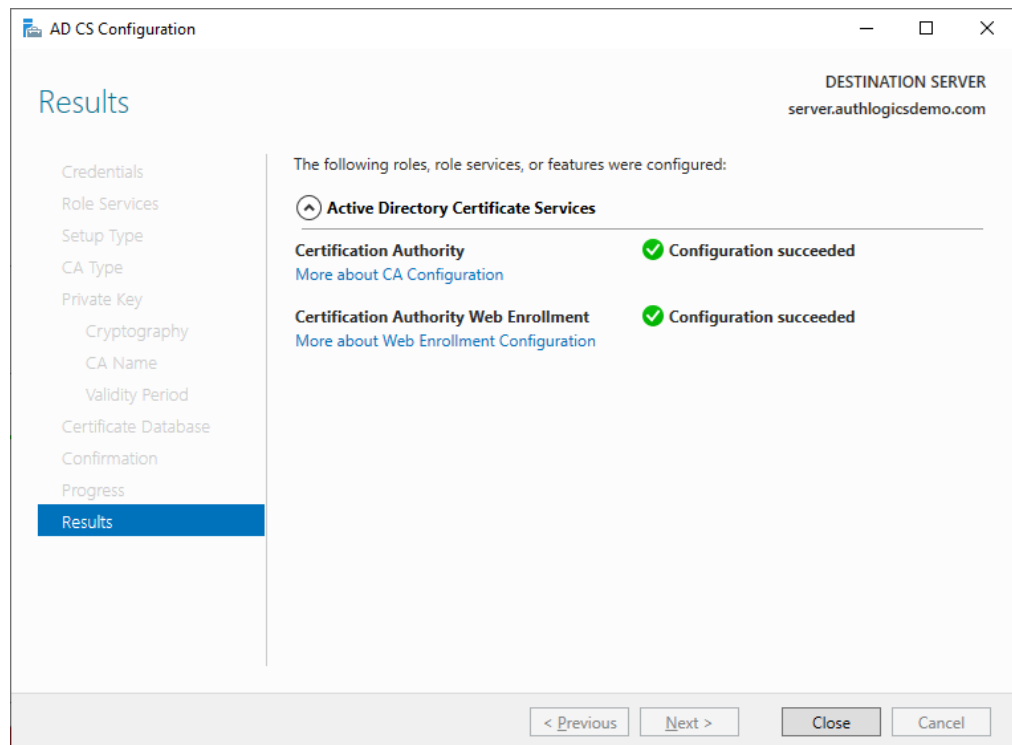 AD CS Configuration
Results
DESTINATION SERVER
server.authlogicsdemo.com
Credentials
Role Services
Setup Type
CA Type
Private Key
Cryptography
CA Name
Validity Period
Certificate Database
Confirmation
Progress
Results
The following roles, role services, or features were configured:
Active Directory Certificate Services
Certification Authority Configuration succeeded
More about CA Configuration
Certification Authority Web Enrollment Configuration succeeded
More about Web Enrollment Configuration
< Previous Next > Close Cancel